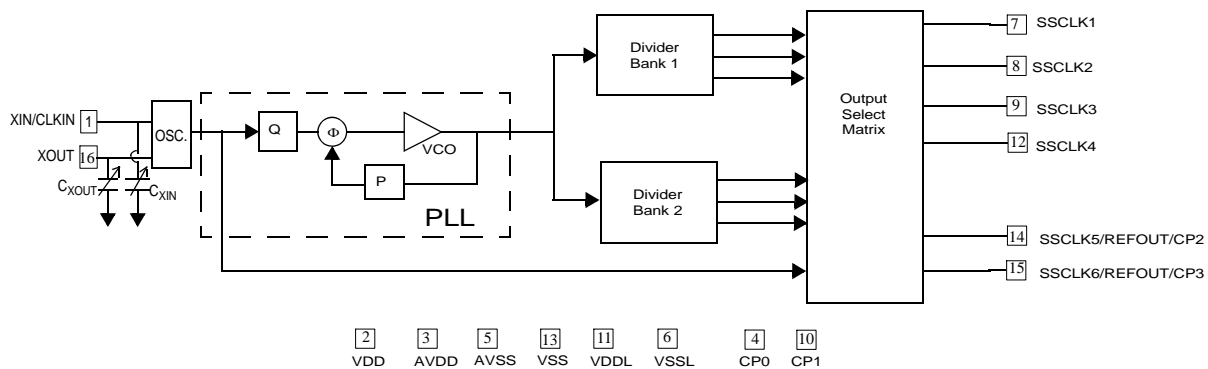 7 SSCLK1
Divider
Bank 1
8 SSCLK2
XIN/CLKIN 1
OSC.
Q
Φ
VCO
9 SSCLK3
Output
Select
Matrix
XOUT 16
12 SSCLK4
CXOUT
CXIN
P
PLL
Divider
Bank 2
14 SSCLK5/REFOUT/CP2
15 SSCLK6/REFOUT/CP3
2 3 5 13 11 6 4 10
VDD AVDD AVSS VSS VDDL VSSL CP0 CP1